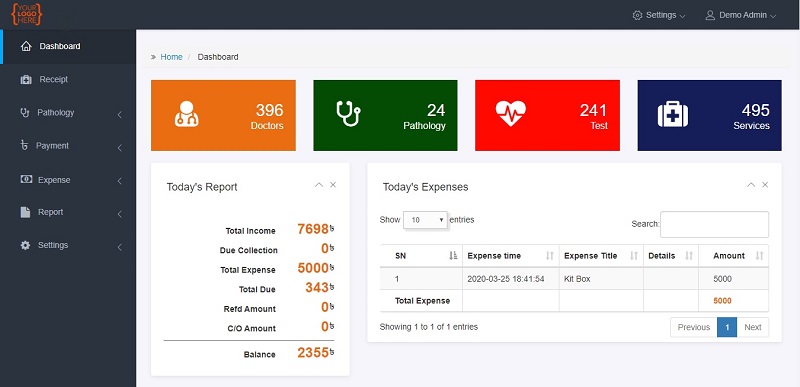 {YOUR
LOGO
HERE}
Settings
Demo Admin
Dashboard
Receipt
Pathology
৳ Payment
Expense
Report
Settings
» Home / Dashboard
396
Doctors
24
Pathology
241
Test
495
Services
Today's Report
Total Income 7698৳
Due Collection 0৳
Total Expense 5000৳
Total Due 343৳
Refd Amount 0৳
C/O Amount 0৳
Balance 2355৳
Today's Expenses
Show 10 entries
Search:
SN Expense time Expense Title Details Amount
1 2020-03-25 18:41:54 Kit Box 5000
Total Expense 5000
Showing 1 to 1 of 1 entries
Previous 1 Next